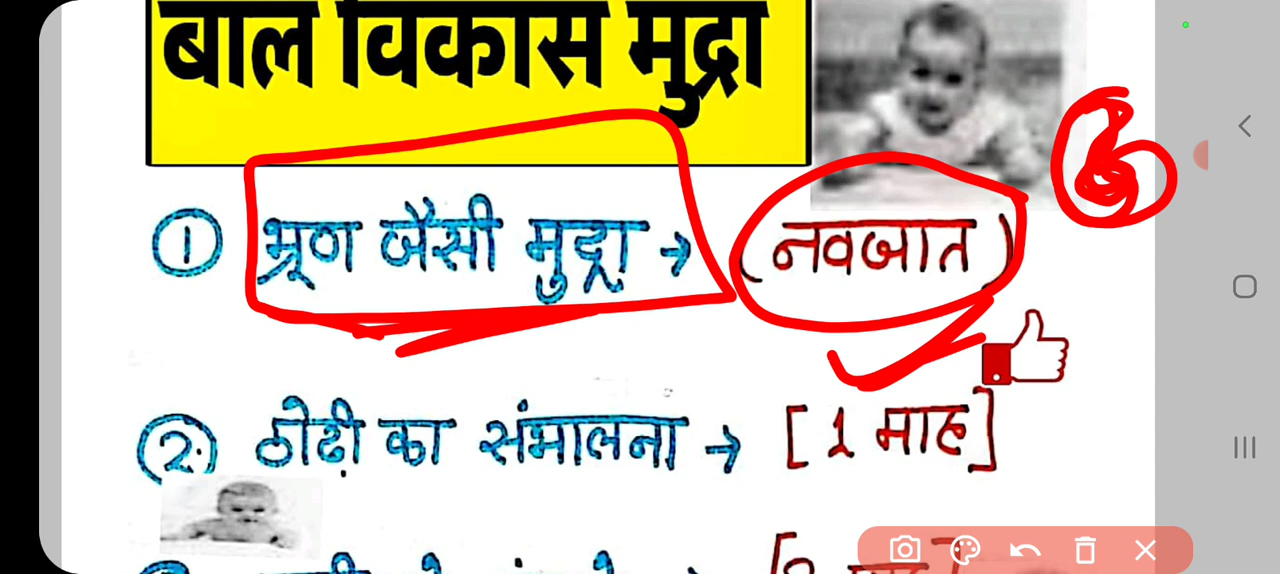 बाल विकास मुद्रा
① भ्रूण जैसी मुद्रा → (नवजात)
②. ठोढी का संभालना → [1 माह]